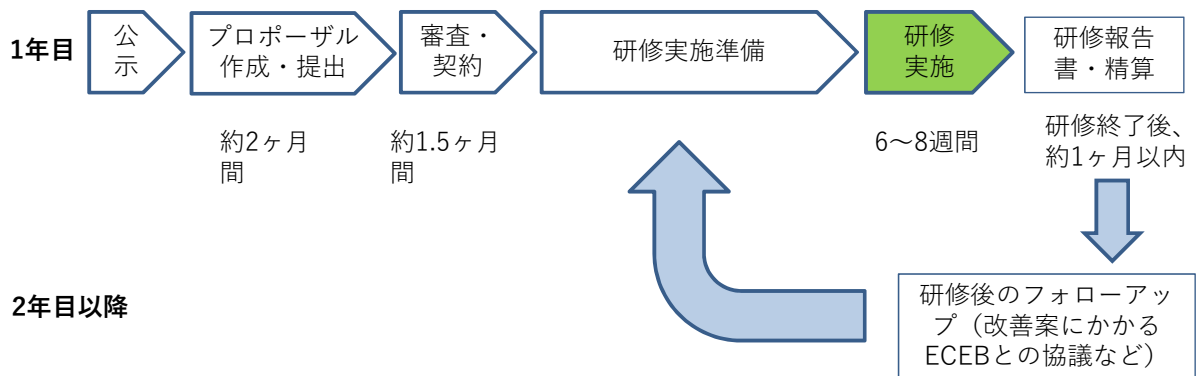 1年目
公
示
プロポーザル
作成・提出
審査・
契約
研修実施準備
研修
実施
研修報告
書・精算
約2ヶ月
間
約1.5ヶ月
間
6～8週間
研修終了後、
約1ヶ月以内
2年目以降
研修後のフォローアッ
プ（改善案にかかる
ECEBとの協議など）